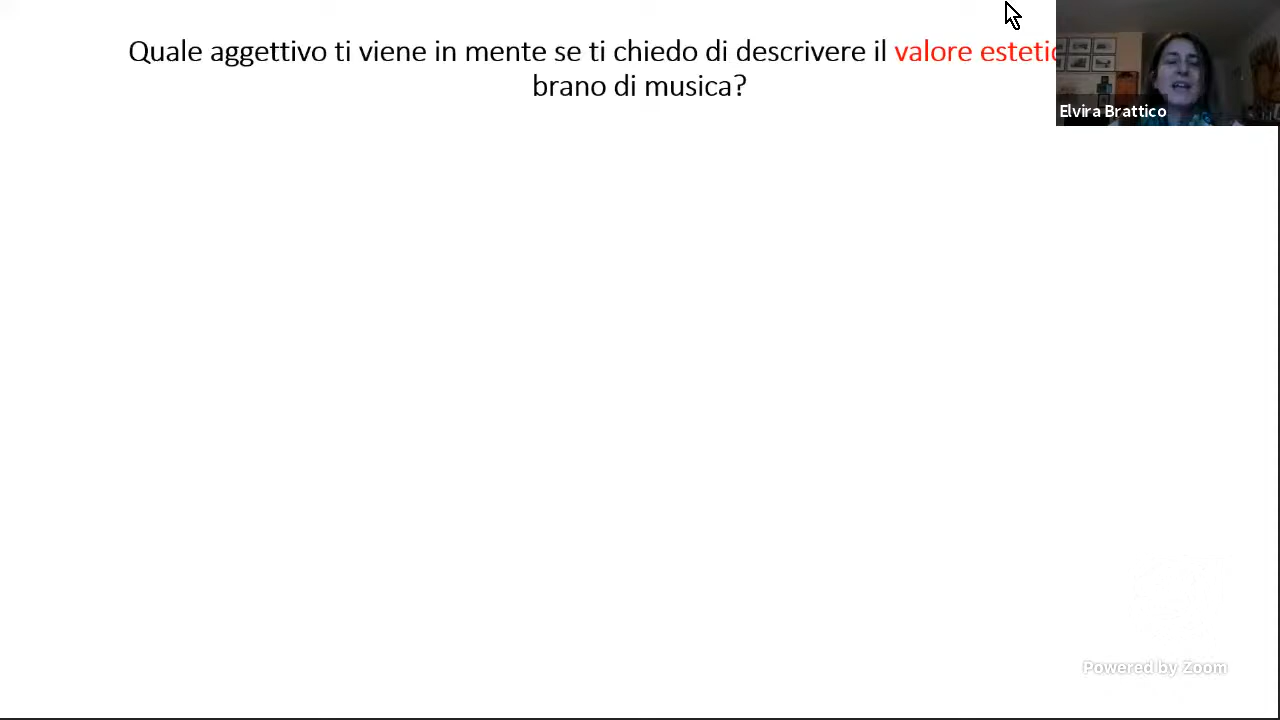 Quale aggettivo ti viene in mente se ti chiedo di descrivere il valore
brano di musica?
Elvira Brattico
Powered by Zoom